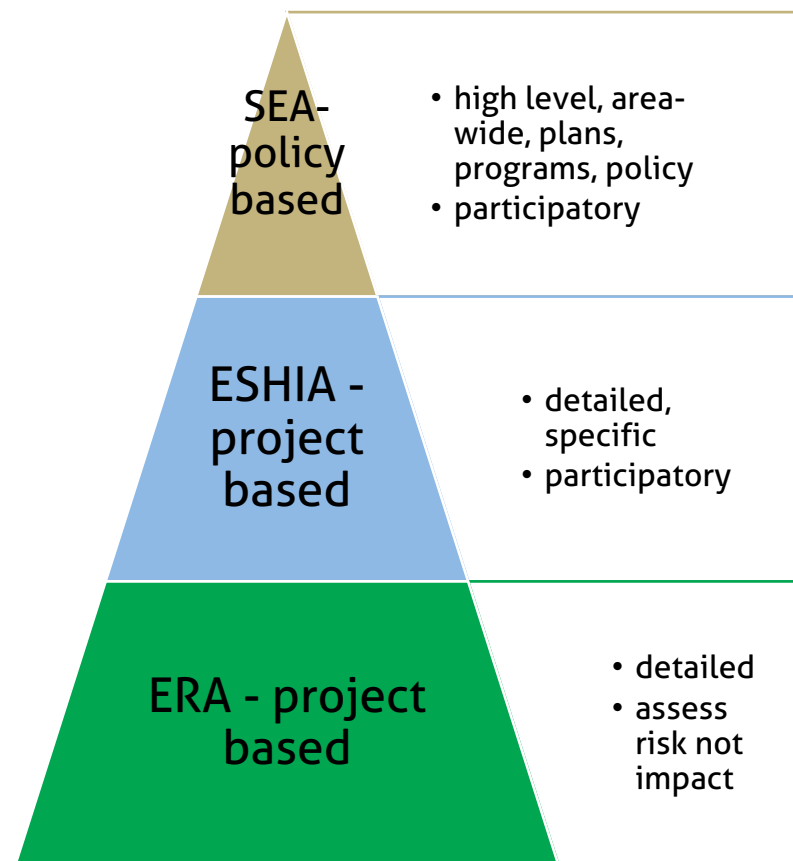 SEA-
policy
based
• high level, area-
wide, plans,
programs, policy
• participatory
ESHIA -
project
based
• detailed,
specific
• participatory
ERA - project
based
• detailed
• assess
risk not
impact